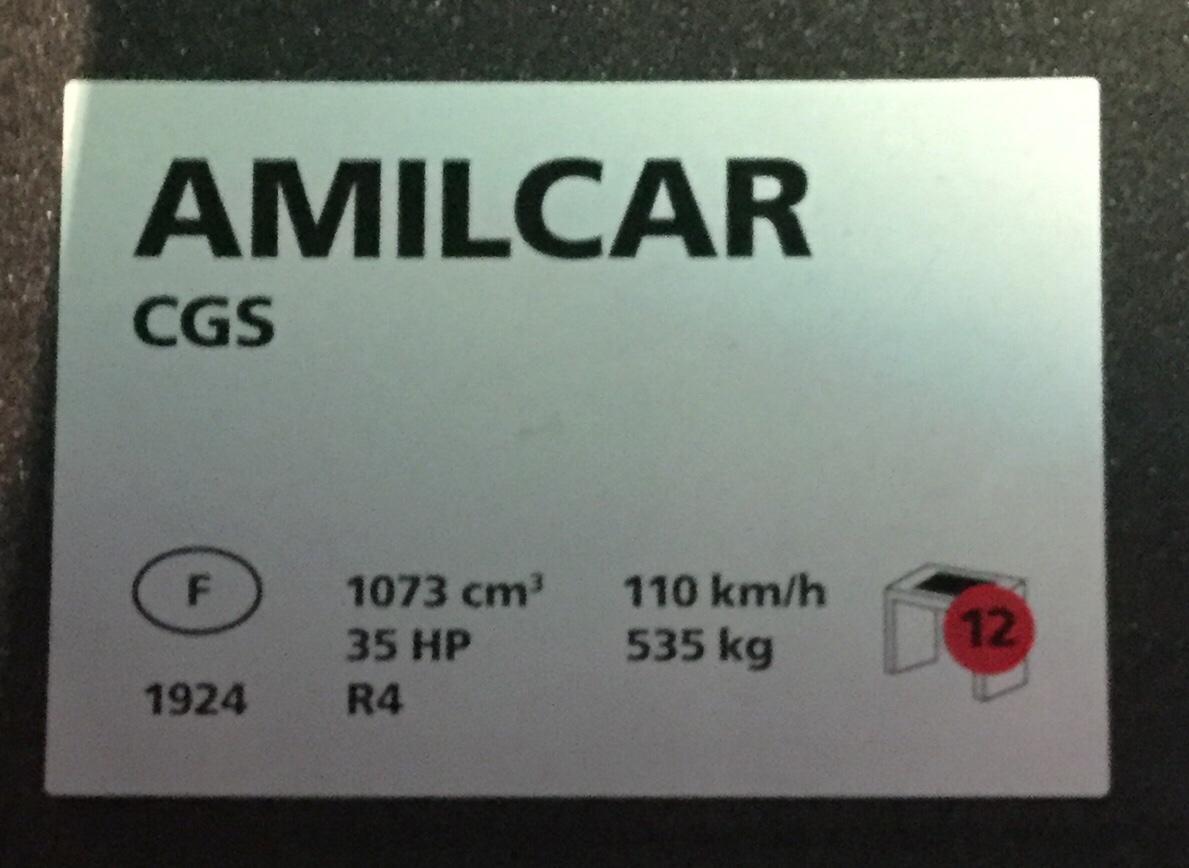 AMILCAR
CGS
F
1924
1073 cm³
35 HP
R4
110 km/h
535 kg
12